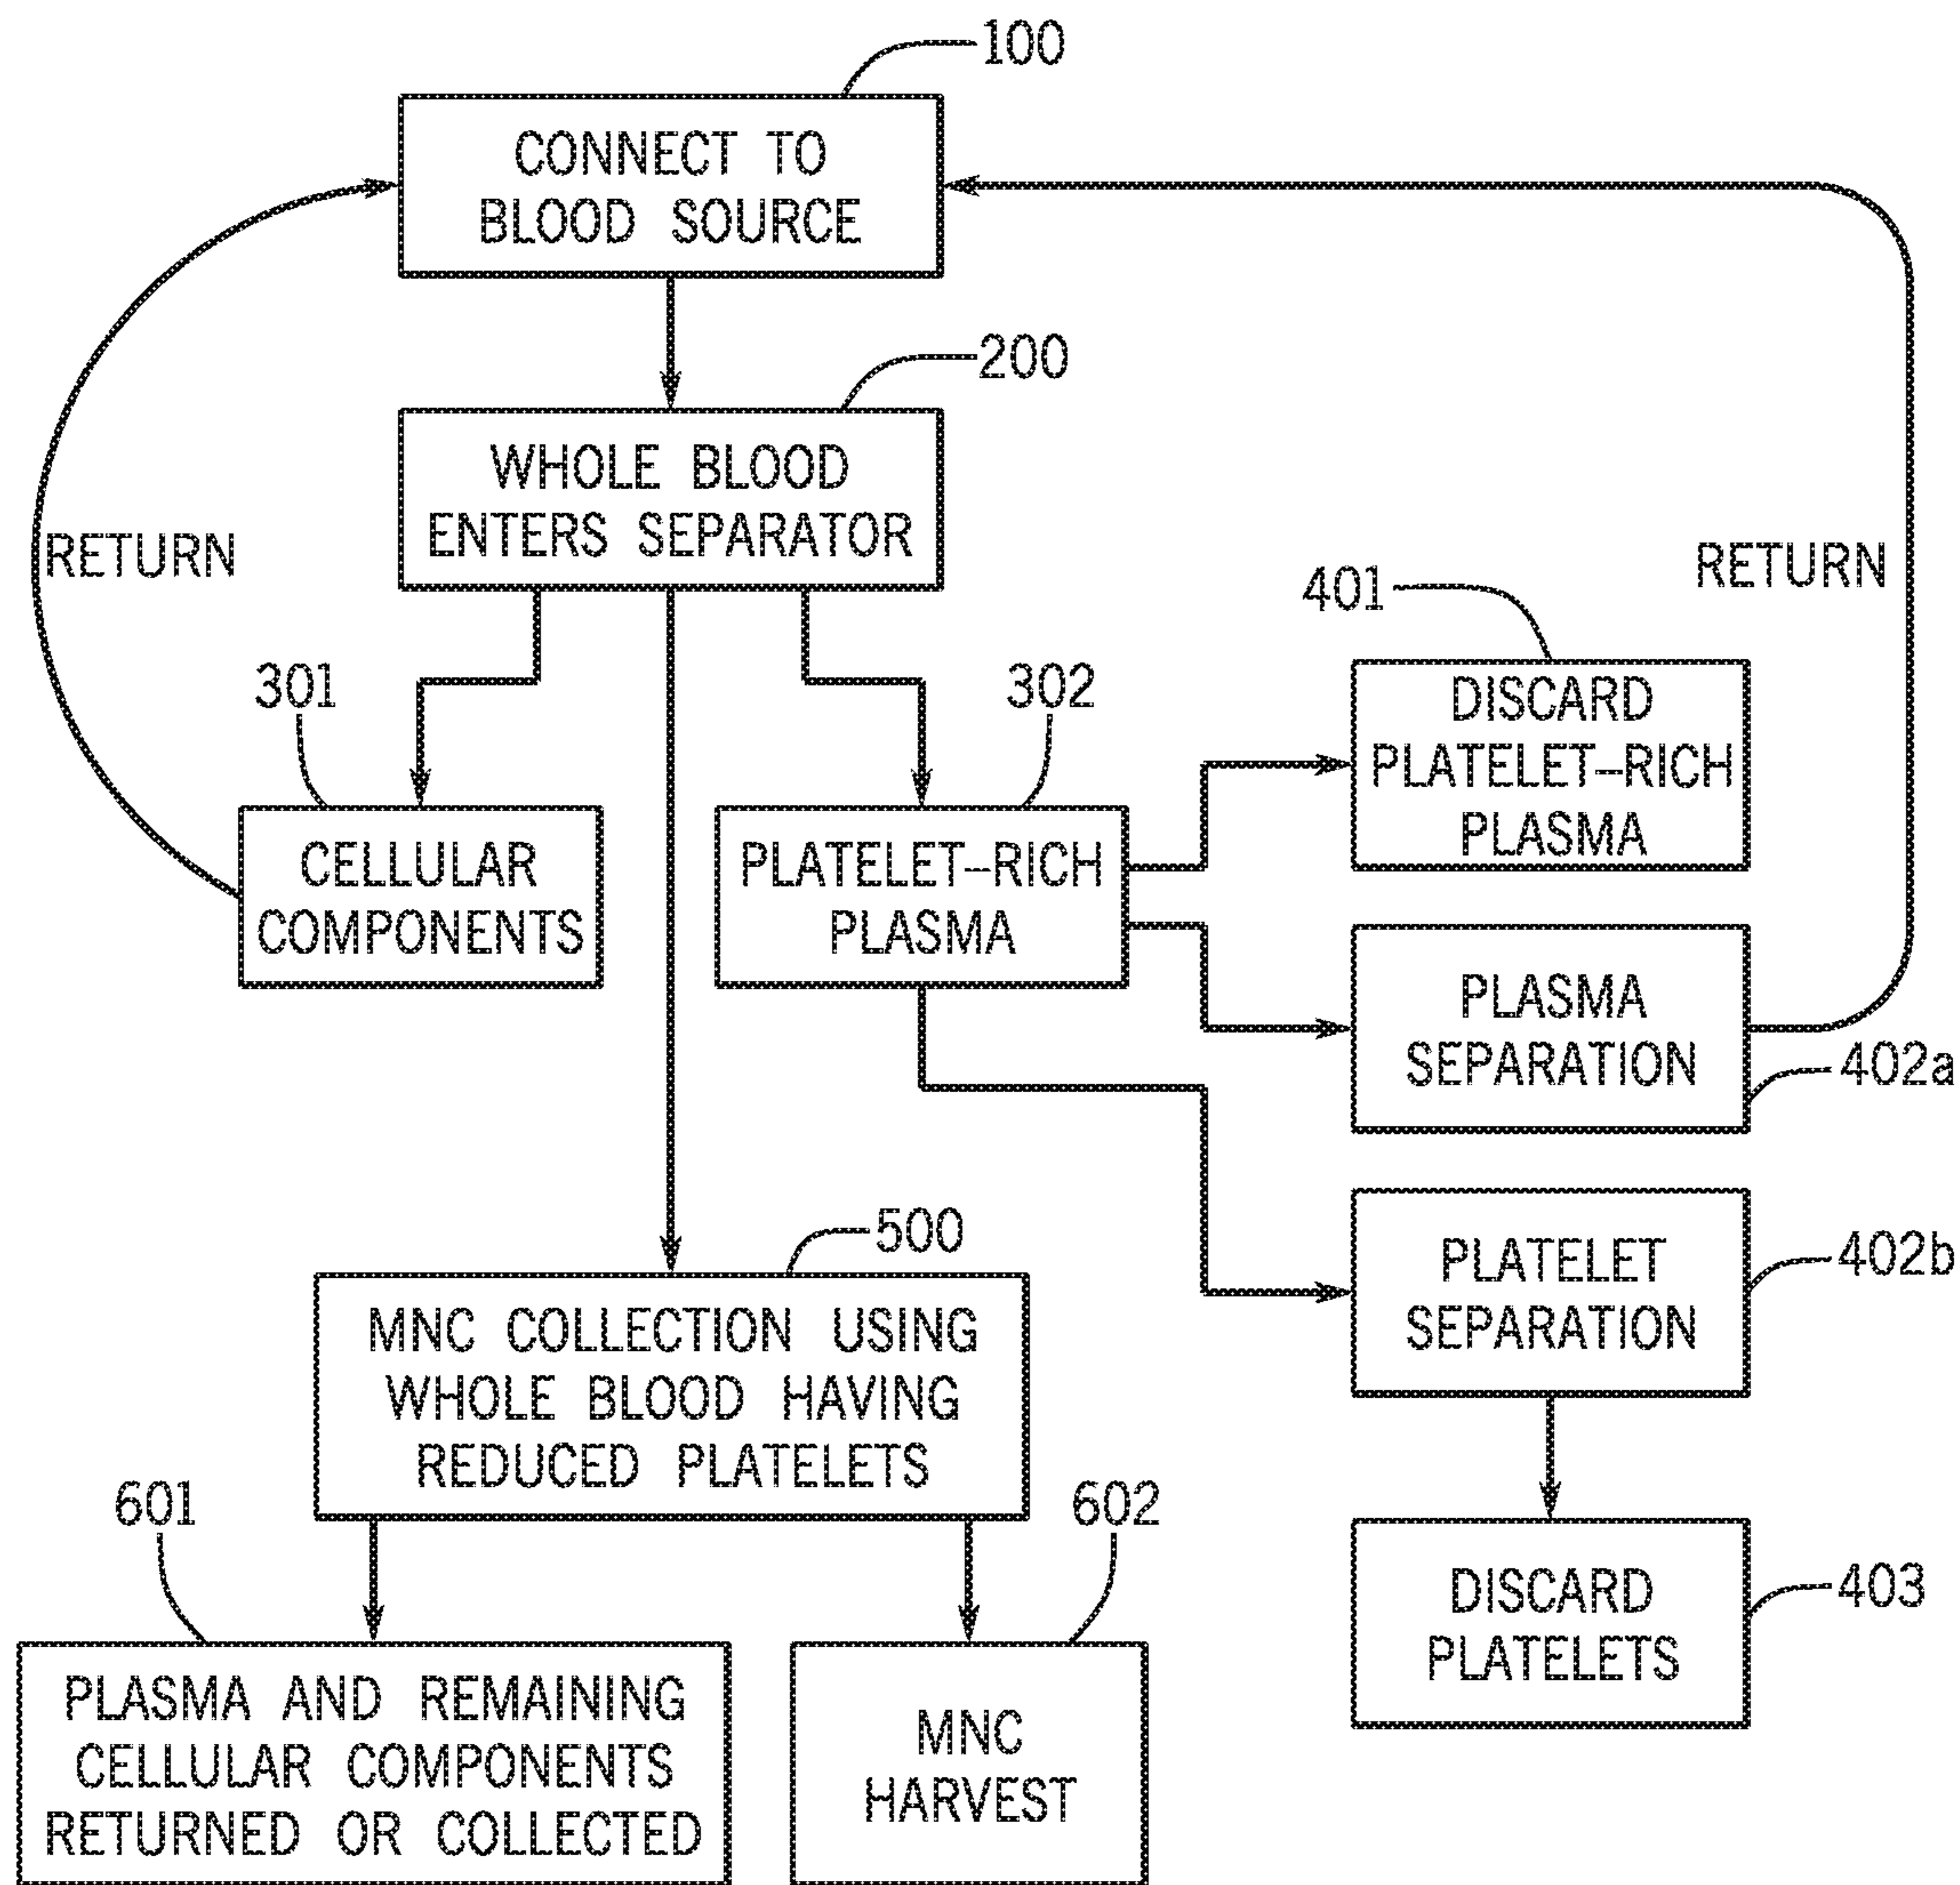 100
CONNECT TO
BLOOD SOURCE
200
WHOLE BLOOD
ENTERS SEPARATOR
RETURN
RETURN
401
301
302
DISCARD
PLATELET-RICH
PLASMA
CELLULAR
COMPONENTS
PLATELET-RICH
PLASMA
PLASMA
SEPARATION
402a
500
MNC COLLECTION USING
WHOLE BLOOD HAVING
REDUCED PLATELETS
PLATELET
SEPARATION
402b
601
602
DISCARD
PLATELETS
403
PLASMA AND REMAINING
CELLULAR COMPONENTS
RETURNED OR COLLECTED
MNC
HARVEST